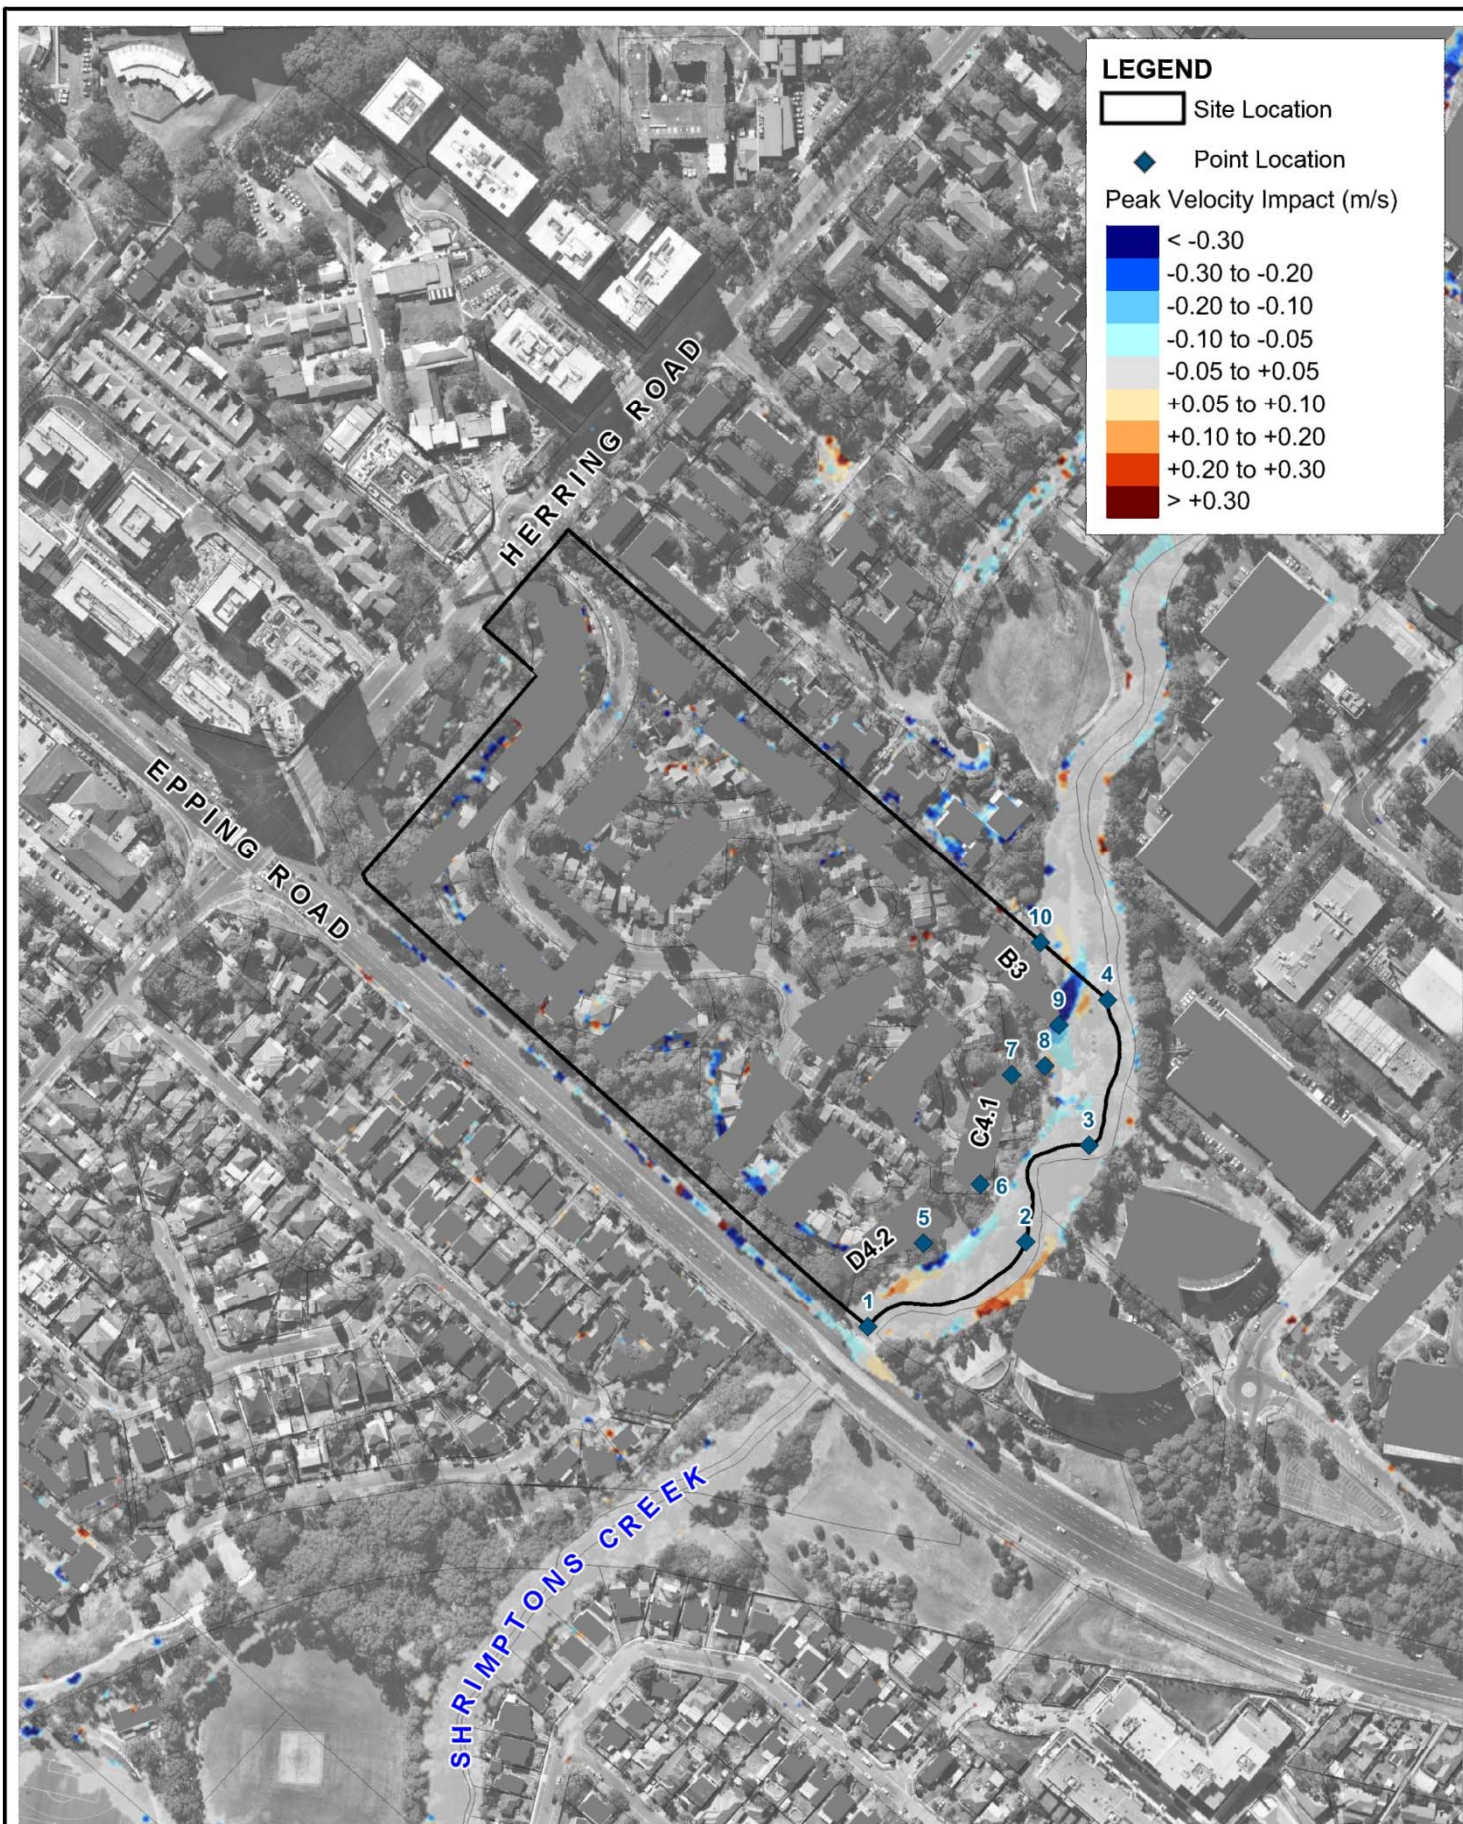 LEGEND
Site Location
Point Location
Peak Velocity Impact (m/s)
< -0.30
-0.30 to -0.20
-0.20 to -0.10
-0.10 to -0.05
-0.05 to +0.05
+0.05 to +0.10
+0.10 to +0.20
+0.20 to +0.30
> +0.30
HERRING ROAD
EPPING ROAD
10
B3
4
9
8
7
C4.1
3
6
5
2
D4.2
1
SHRIMPTONS CREEK